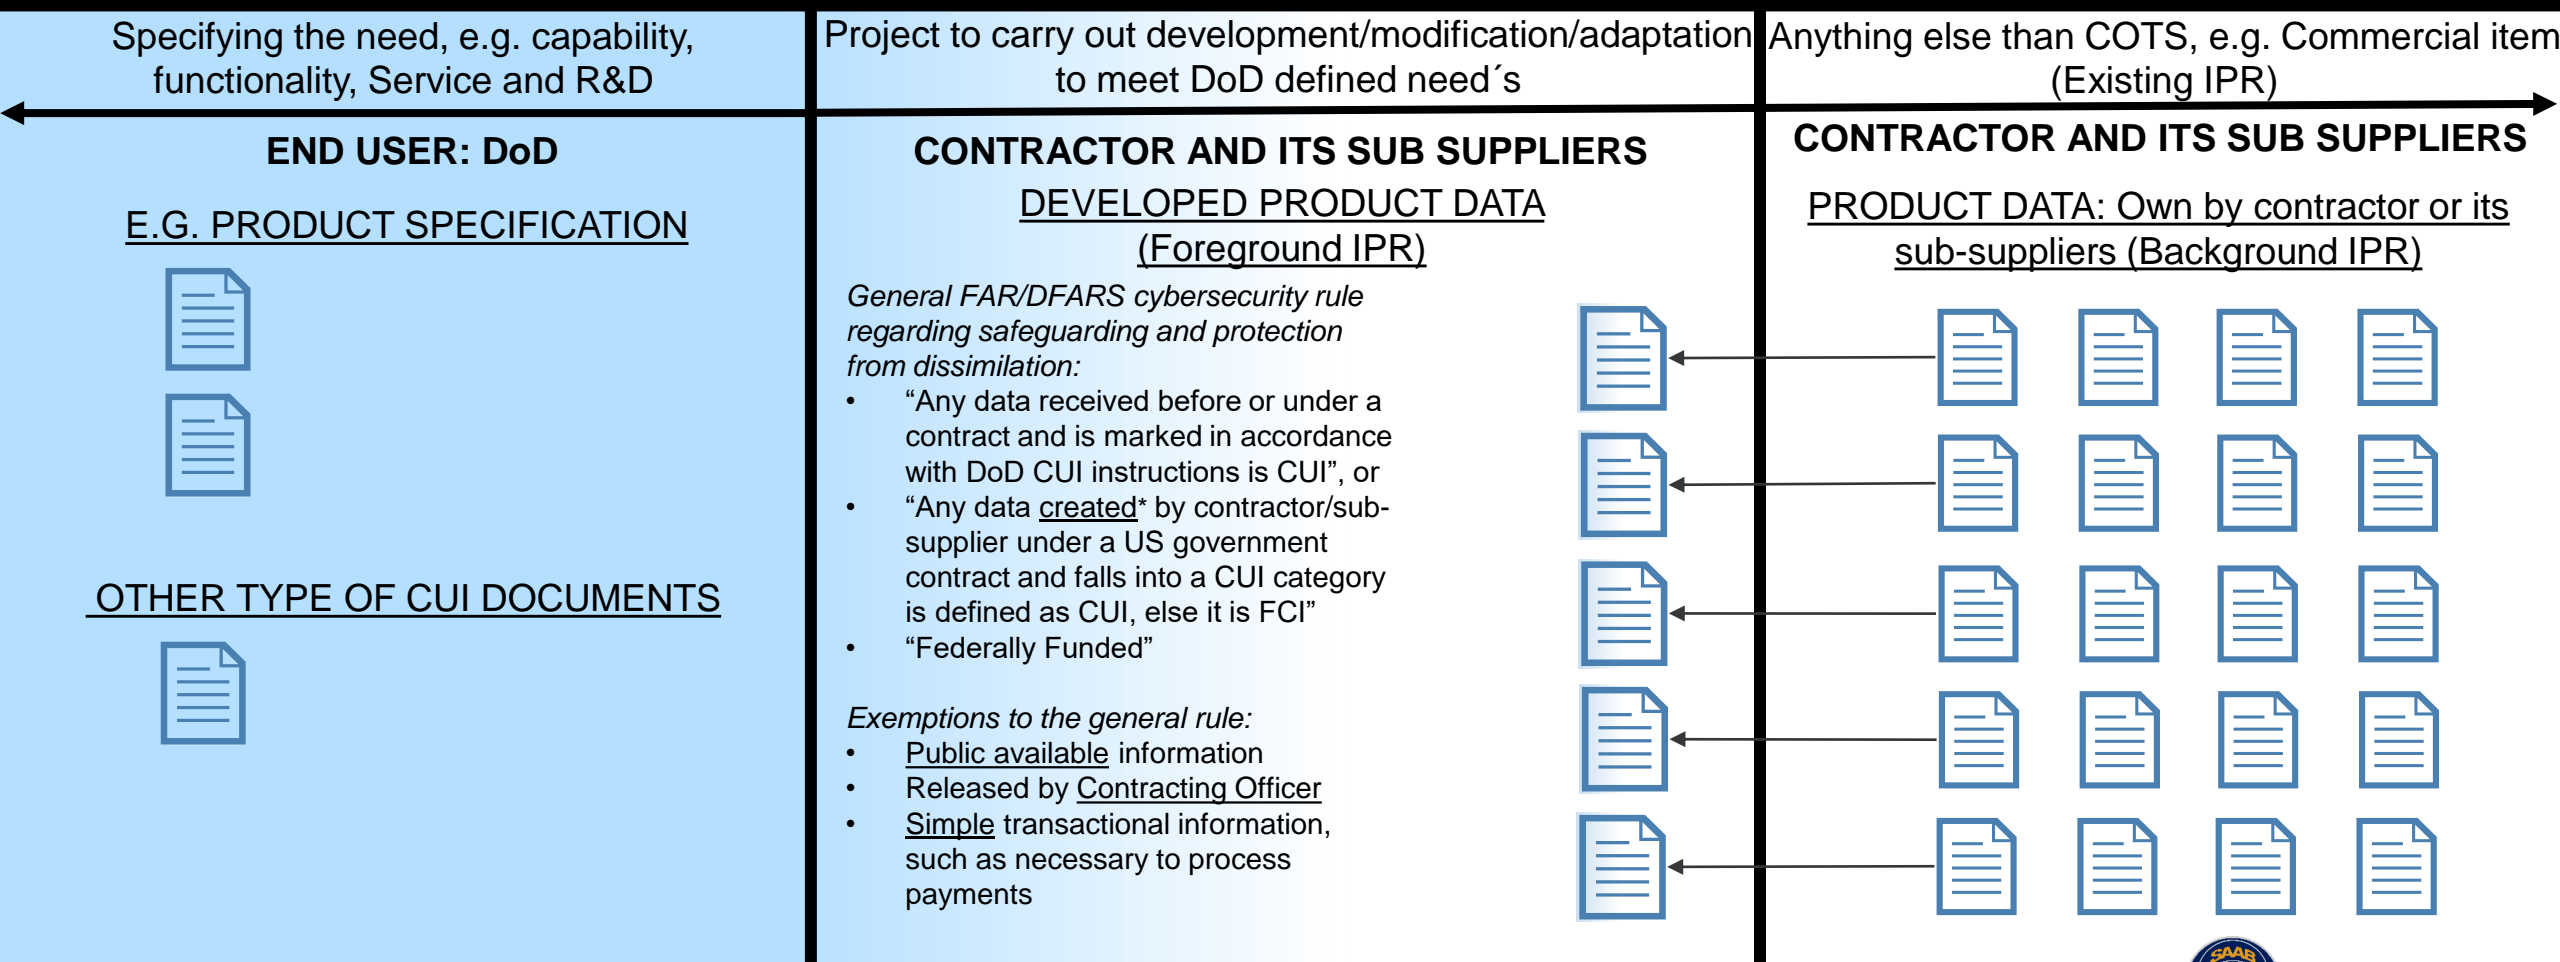 Specifying the need, e.g. capability,
functionality, Service and R&D
END USER: DoD
E.G. PRODUCT SPECIFICATION
OTHER TYPE OF CUI DOCUMENTS
Project to carry out development/modification/adaptation
to meet DoD defined need´s
CONTRACTOR AND ITS SUB SUPPLIERS
DEVELOPED PRODUCT DATA
(Foreground IPR)
General FAR/DFARS cybersecurity rule
regarding safeguarding and protection
from dissimilation:
• “Any data received before or under a
contract and is marked in accordance
with DoD CUI instructions is CUI”, or
• “Any data created* by contractor/sub-
supplier under a US government
contract and falls into a CUI category
is defined as CUI, else it is FCI”
• “Federally Funded”
Exemptions to the general rule:
• Public available information
• Released by Contracting Officer
• Simple transactional information,
such as necessary to process
payments
Anything else than COTS, e.g. Commercial item
(Existing IPR)
CONTRACTOR AND ITS SUB SUPPLIERS
PRODUCT DATA: Own by contractor or its
sub-suppliers (Background IPR)
SAAB